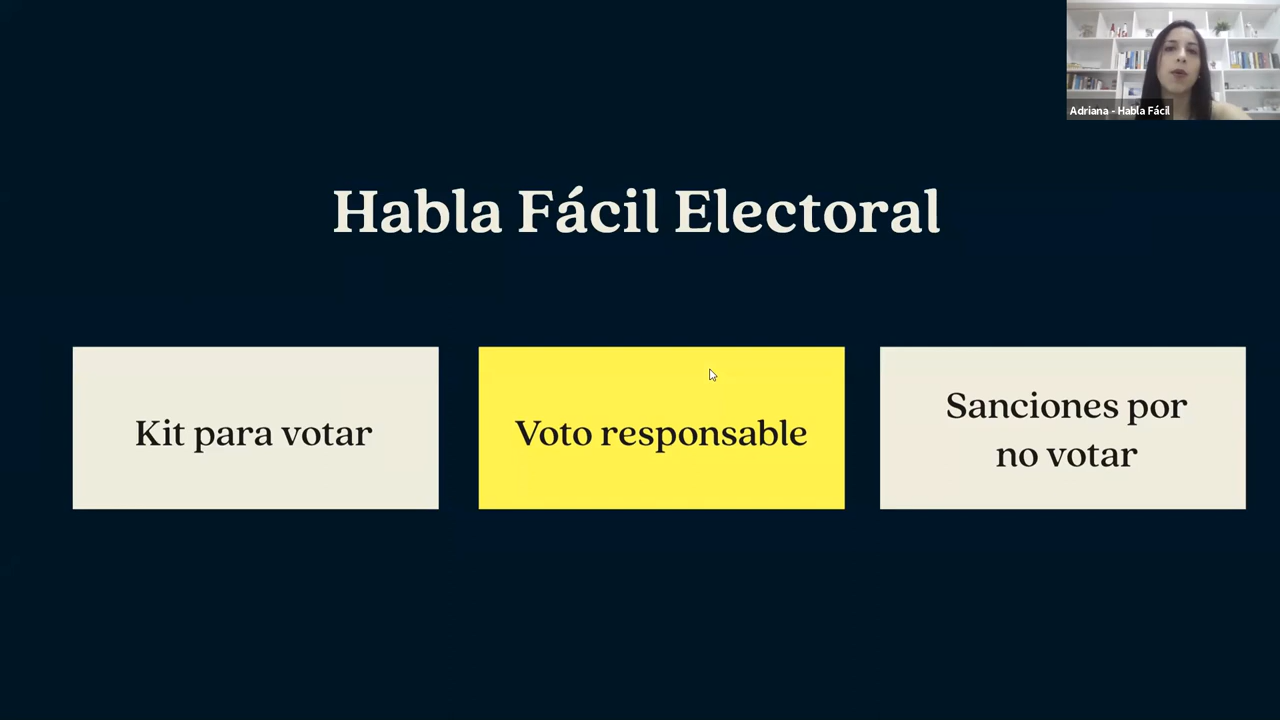 Adriana - Habla Fácil
Habla Fácil Electoral
Kit para votar
Voto responsable
Sanciones por
no votar